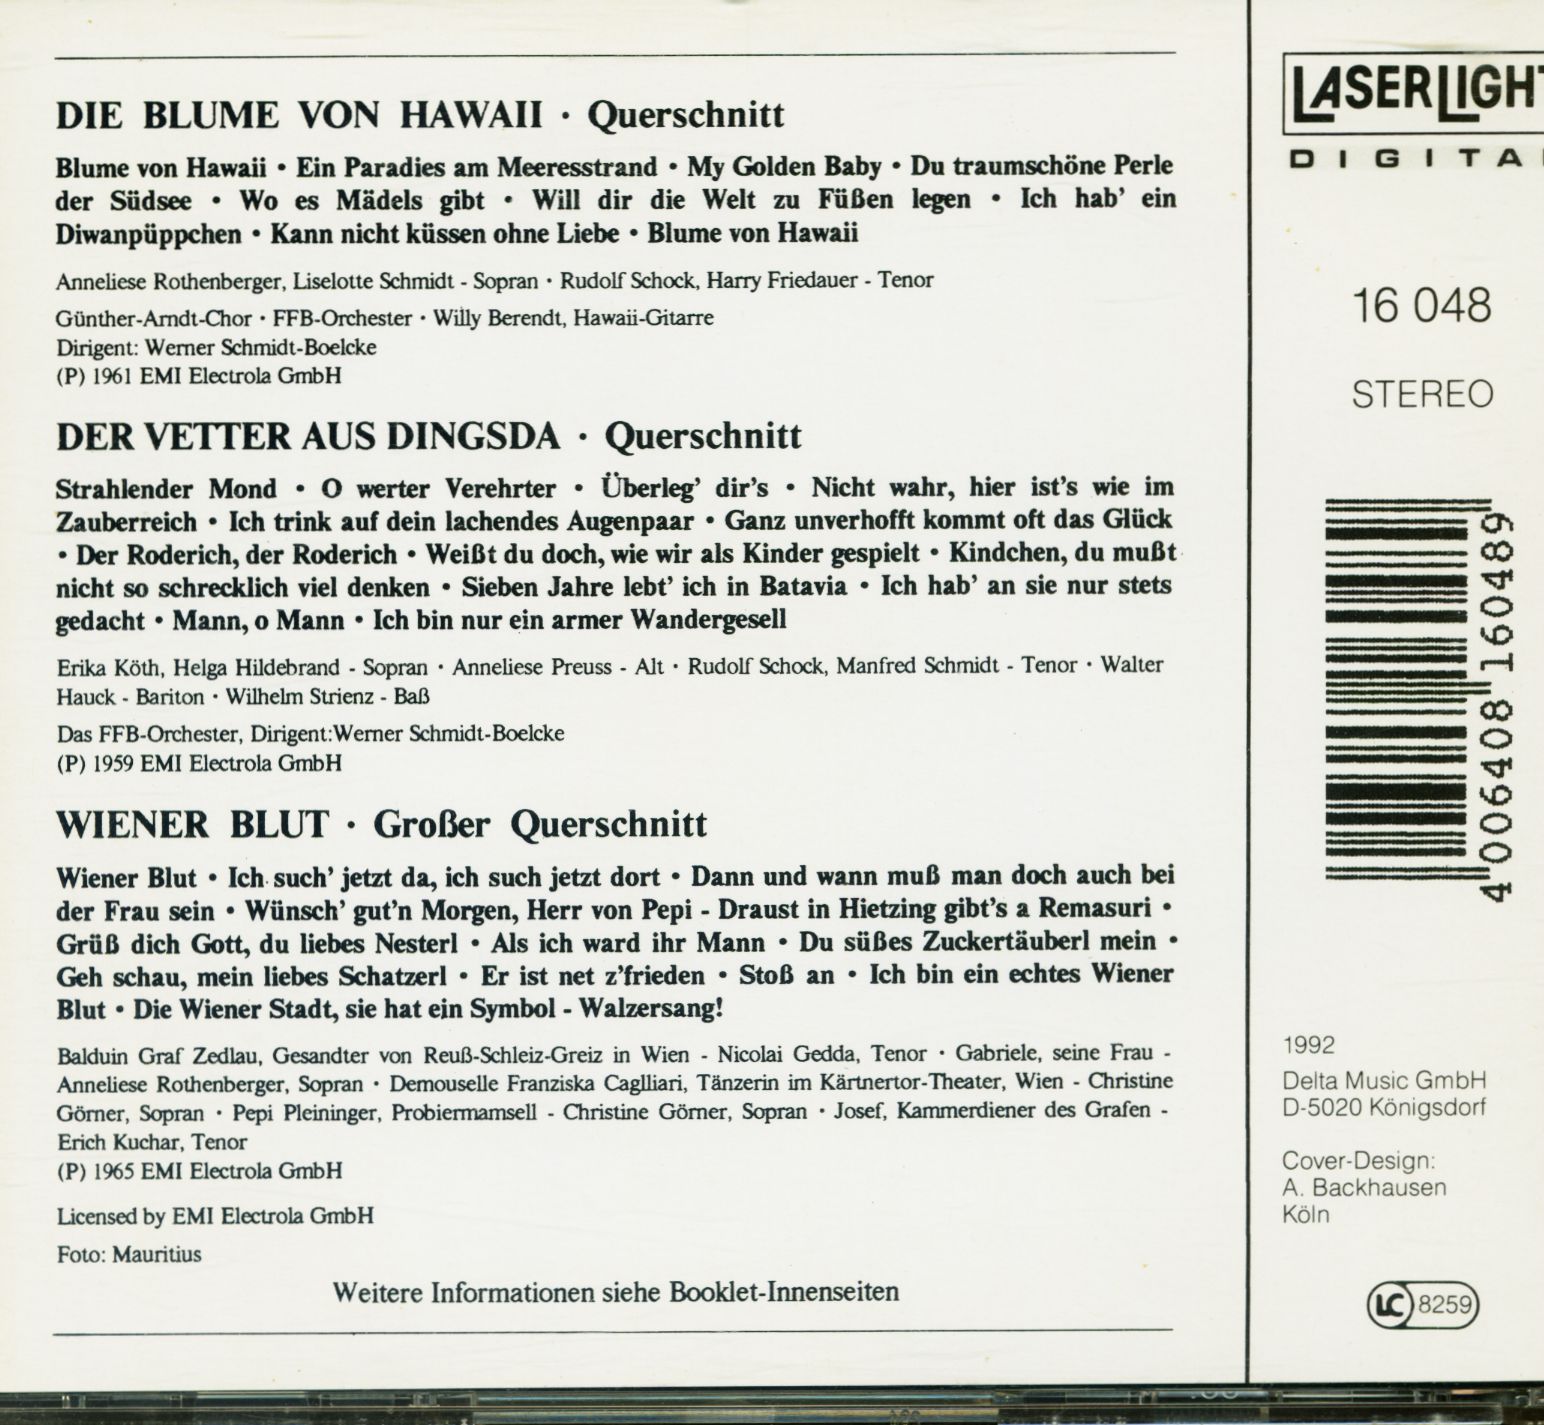 DIE BLUME VON HAWAII · Querschnitt
Blume von Hawaii • Ein Paradies am Meeresstrand • My Golden Baby • Du traumschöne Perle
der Südsee • Wo es Mädels gibt • Will dir die Welt zu Füßen legen • Ich hab' ein
Diwanpüppchen • Kann nicht küssen ohne Liebe • Blume von Hawaii
Anneliese Rothenberger, Liselotte Schmidt - Sopran · Rudolf Schock, Harry Friedauer - Tenor
Günther-Arndt-Chor · FFB-Orchester · Willy Berendt, Hawaii-Gitarre
Dirigent: Werner Schmidt-Boelcke
(P) 1961 EMI Electrola GmbH
DER VETTER AUS DINGSDA · Querschnitt
Strahlender Mond • O werter Verehrter • Überleg' dir's • Nicht wahr, hier ist's wie im
Zauberreich • Ich trink auf dein lachendes Augenpaar • Ganz unverhofft kommt oft das Glück
• Der Roderich, der Roderich • Weißt du doch, wie wir als Kinder gespielt • Kindchen, du mußt
nicht so schrecklich viel denken • Sieben Jahre lebt' ich in Batavia • Ich hab' an sie nur stets
gedacht • Mann, o Mann • Ich bin nur ein armer Wandergesell
Erika Köth, Helga Hildebrand - Sopran · Anneliese Preuss - Alt · Rudolf Schock, Manfred Schmidt - Tenor · Walter
Hauck - Bariton · Wilhelm Strienz - Baß
Das FFB-Orchester, Dirigent:Werner Schmidt-Boelcke
(P) 1959 EMI Electrola GmbH
WIENER BLUT · Großer Querschnitt
Wiener Blut • Ich such' jetzt da, ich such jetzt dort • Dann und wann muß man doch auch bei
der Frau sein • Wünsch' gut'n Morgen, Herr von Pepi - Draust in Hietzing gibt's a Remasuri •
Grüß dich Gott, du liebes Nesterl • Als ich ward ihr Mann • Du süßes Zuckertäuberl mein •
Geh schau, mein liebes Schatzerl • Er ist net z'frieden • Stoß an • Ich bin ein echtes Wiener
Blut • Die Wiener Stadt, sie hat ein Symbol - Walzersang!
Balduin Graf Zedlau, Gesandter von Reuß-Schleiz-Greiz in Wien - Nicolai Gedda, Tenor · Gabriele, seine Frau -
Anneliese Rothenberger, Sopran · Demouselle Franziska Caglliari, Tänzerin im Kärtnertor-Theater, Wien - Christine
Görner, Sopran · Pepi Pleininger, Probiermamsell - Christine Görner, Sopran · Josef, Kammerdiener des Grafen -
Erich Kuchar, Tenor
(P) 1965 EMI Electrola GmbH
Licensed by EMI Electrola GmbH
Foto: Mauritius
Weitere Informationen siehe Booklet-Innenseiten
LASERLIGHT
DIGITAL
16 048
STEREO
4 006408 160489
1992
Delta Music GmbH
D-5020 Königsdorf
Cover-Design:
A. Backhausen
Köln
LC 8259